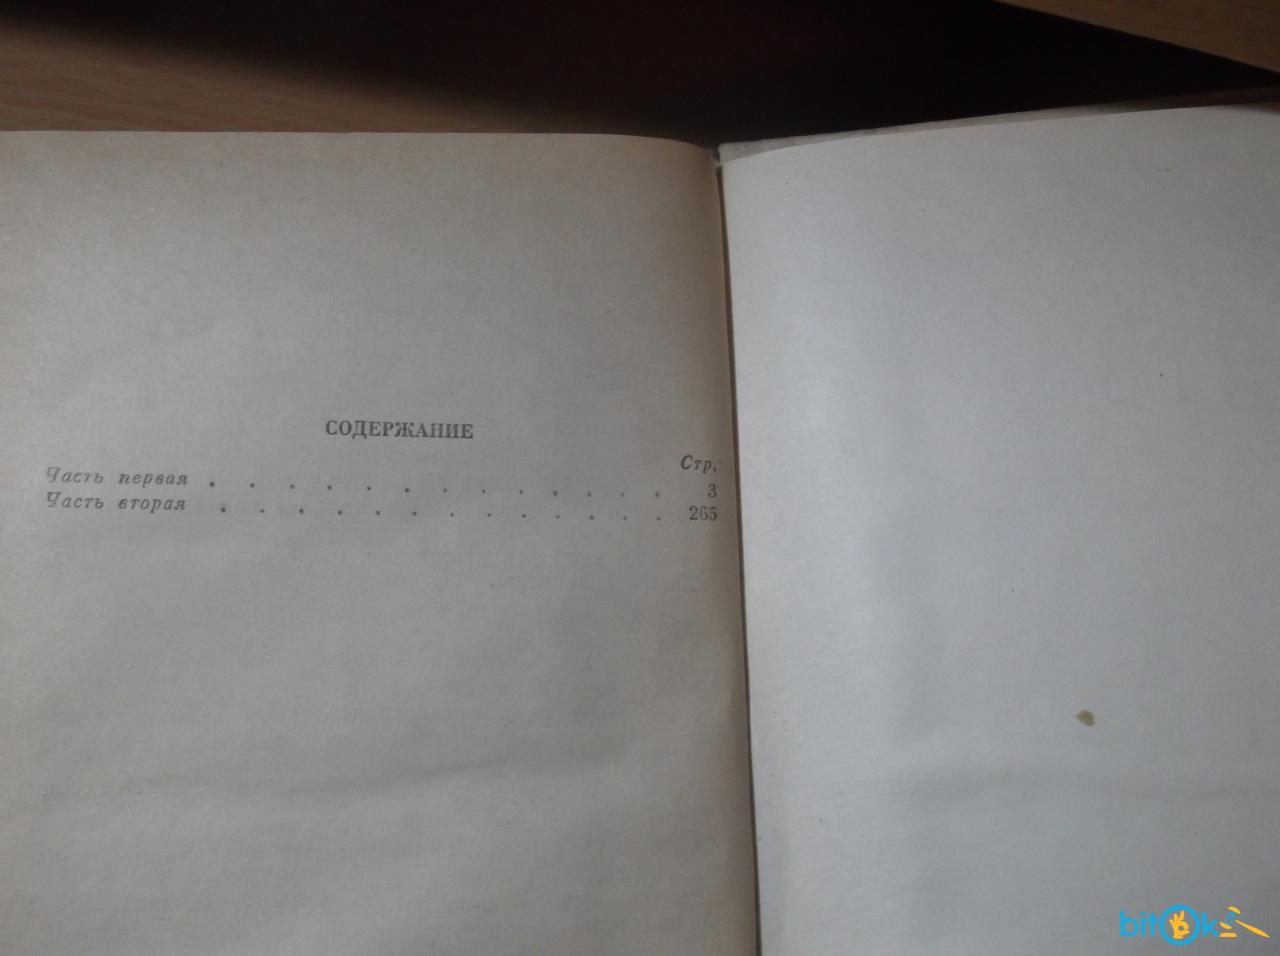 СОДЕРЖАНИЕ
Стр.
Часть первая . . . . . . . . . . . . 3
Часть вторая . . . . . . . . . . . . 265
bitOk